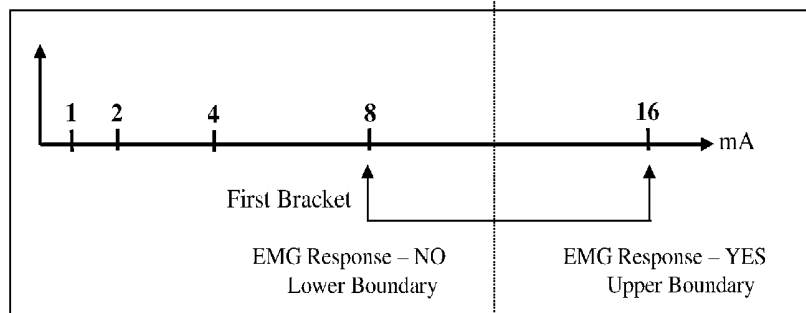 1 2 4 8 16
mA
First Bracket
EMG Response – NO EMG Response – YES
Lower Boundary Upper Boundary